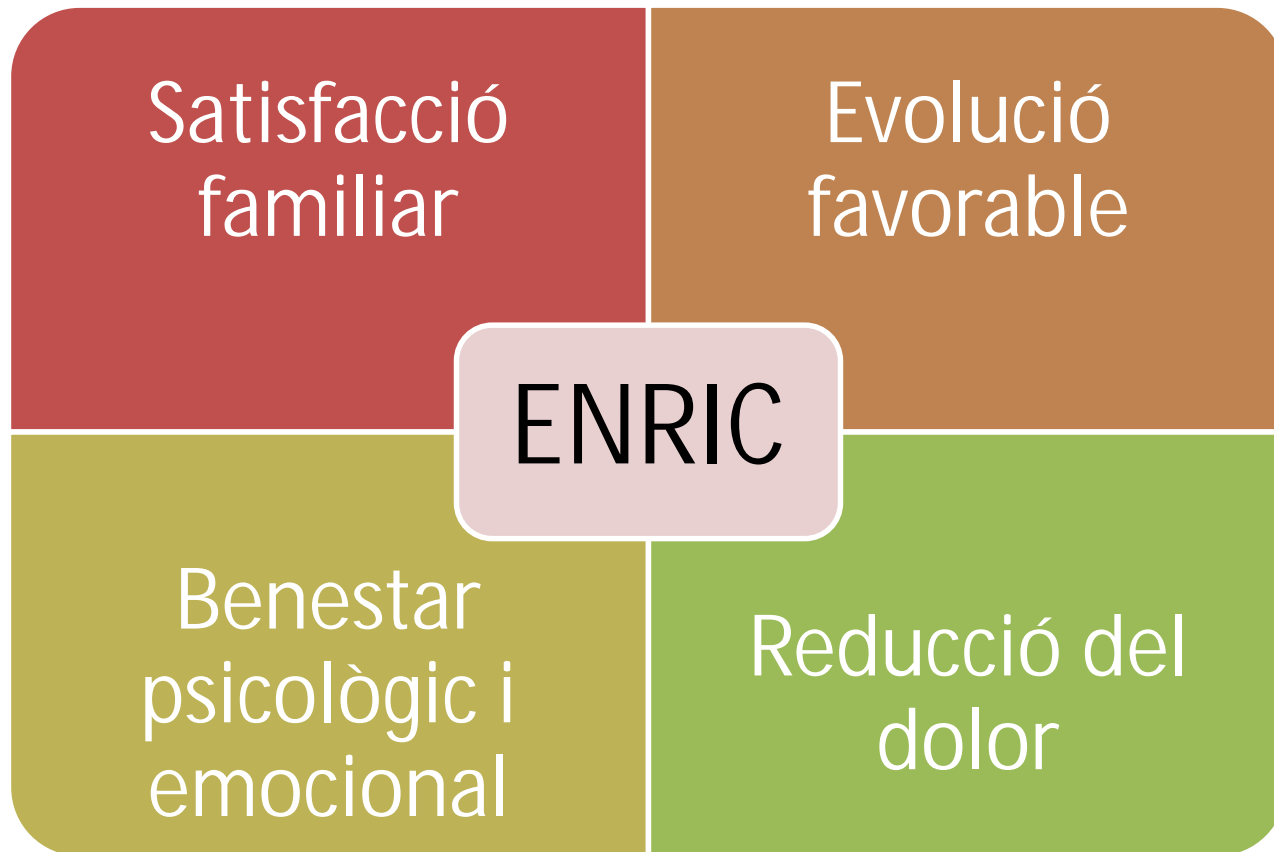 Satisfacció
familiar
Evolució
favorable
ENRIC
Benestar
psicològic i
emocional
Reducció del
dolor